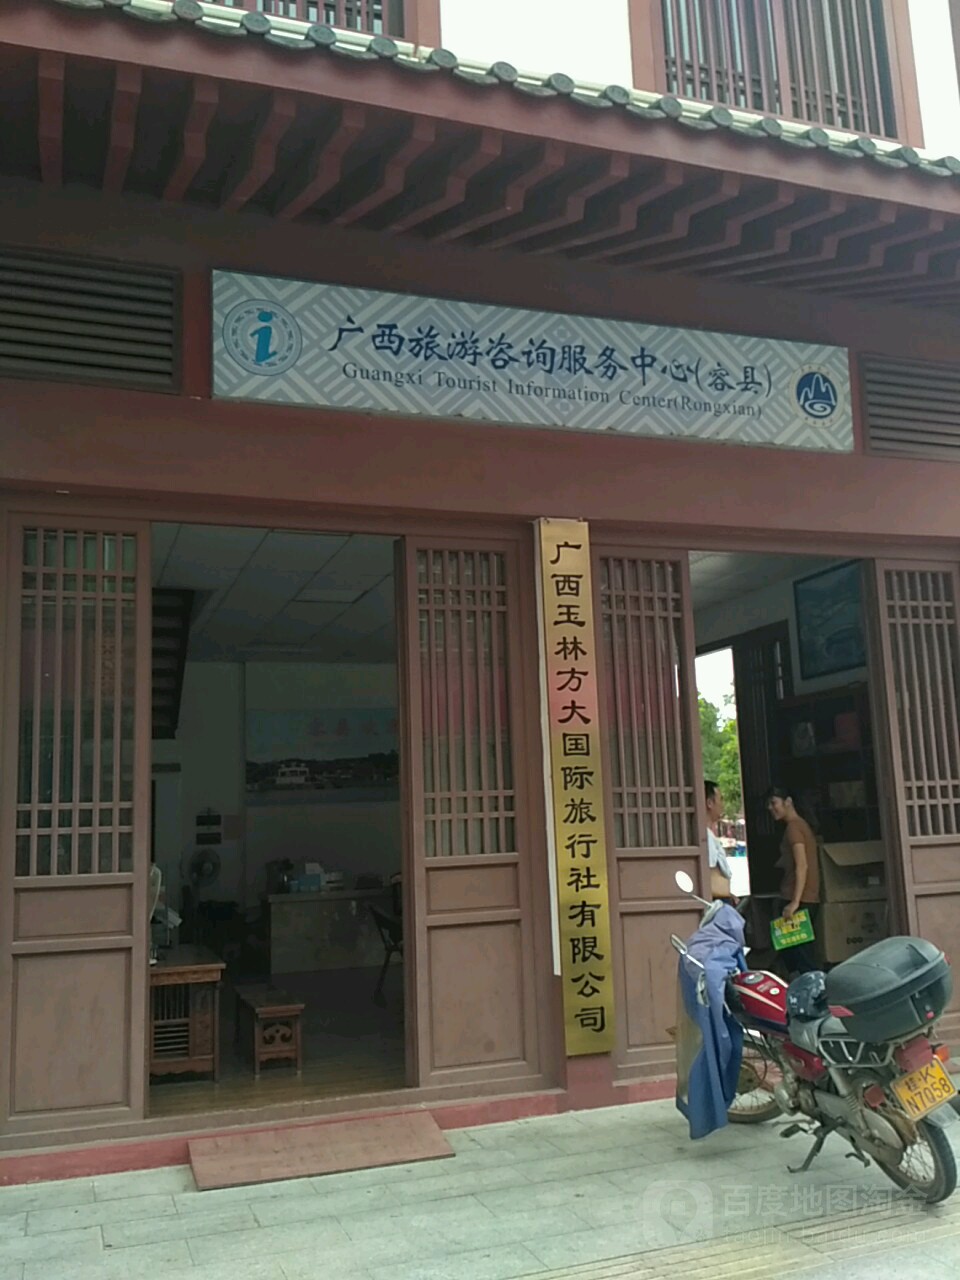 广西旅游咨询服务中心(容县)
Guangxi Tourist Information Center(Rongxian)
广西玉林方大国际旅行社有限公司
桂·K
N7Q58
百度地图淘金